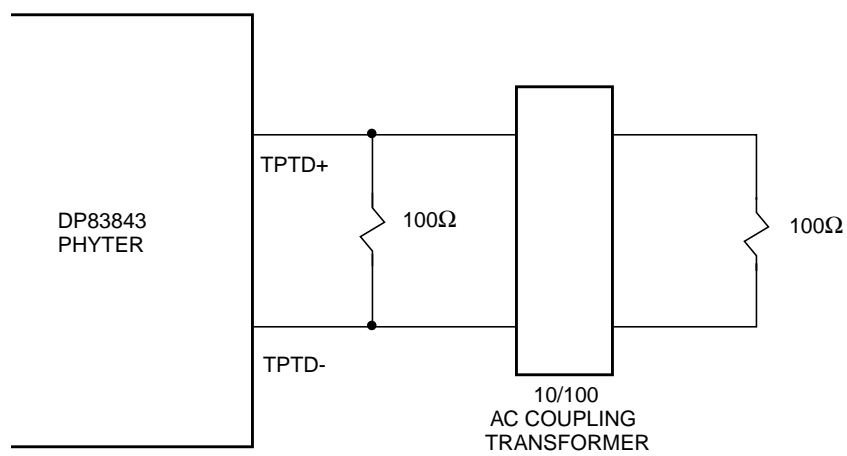 TPTD+
DP83843
PHYTER
100Ω
100Ω
TPTD-
10/100
AC COUPLING
TRANSFORMER